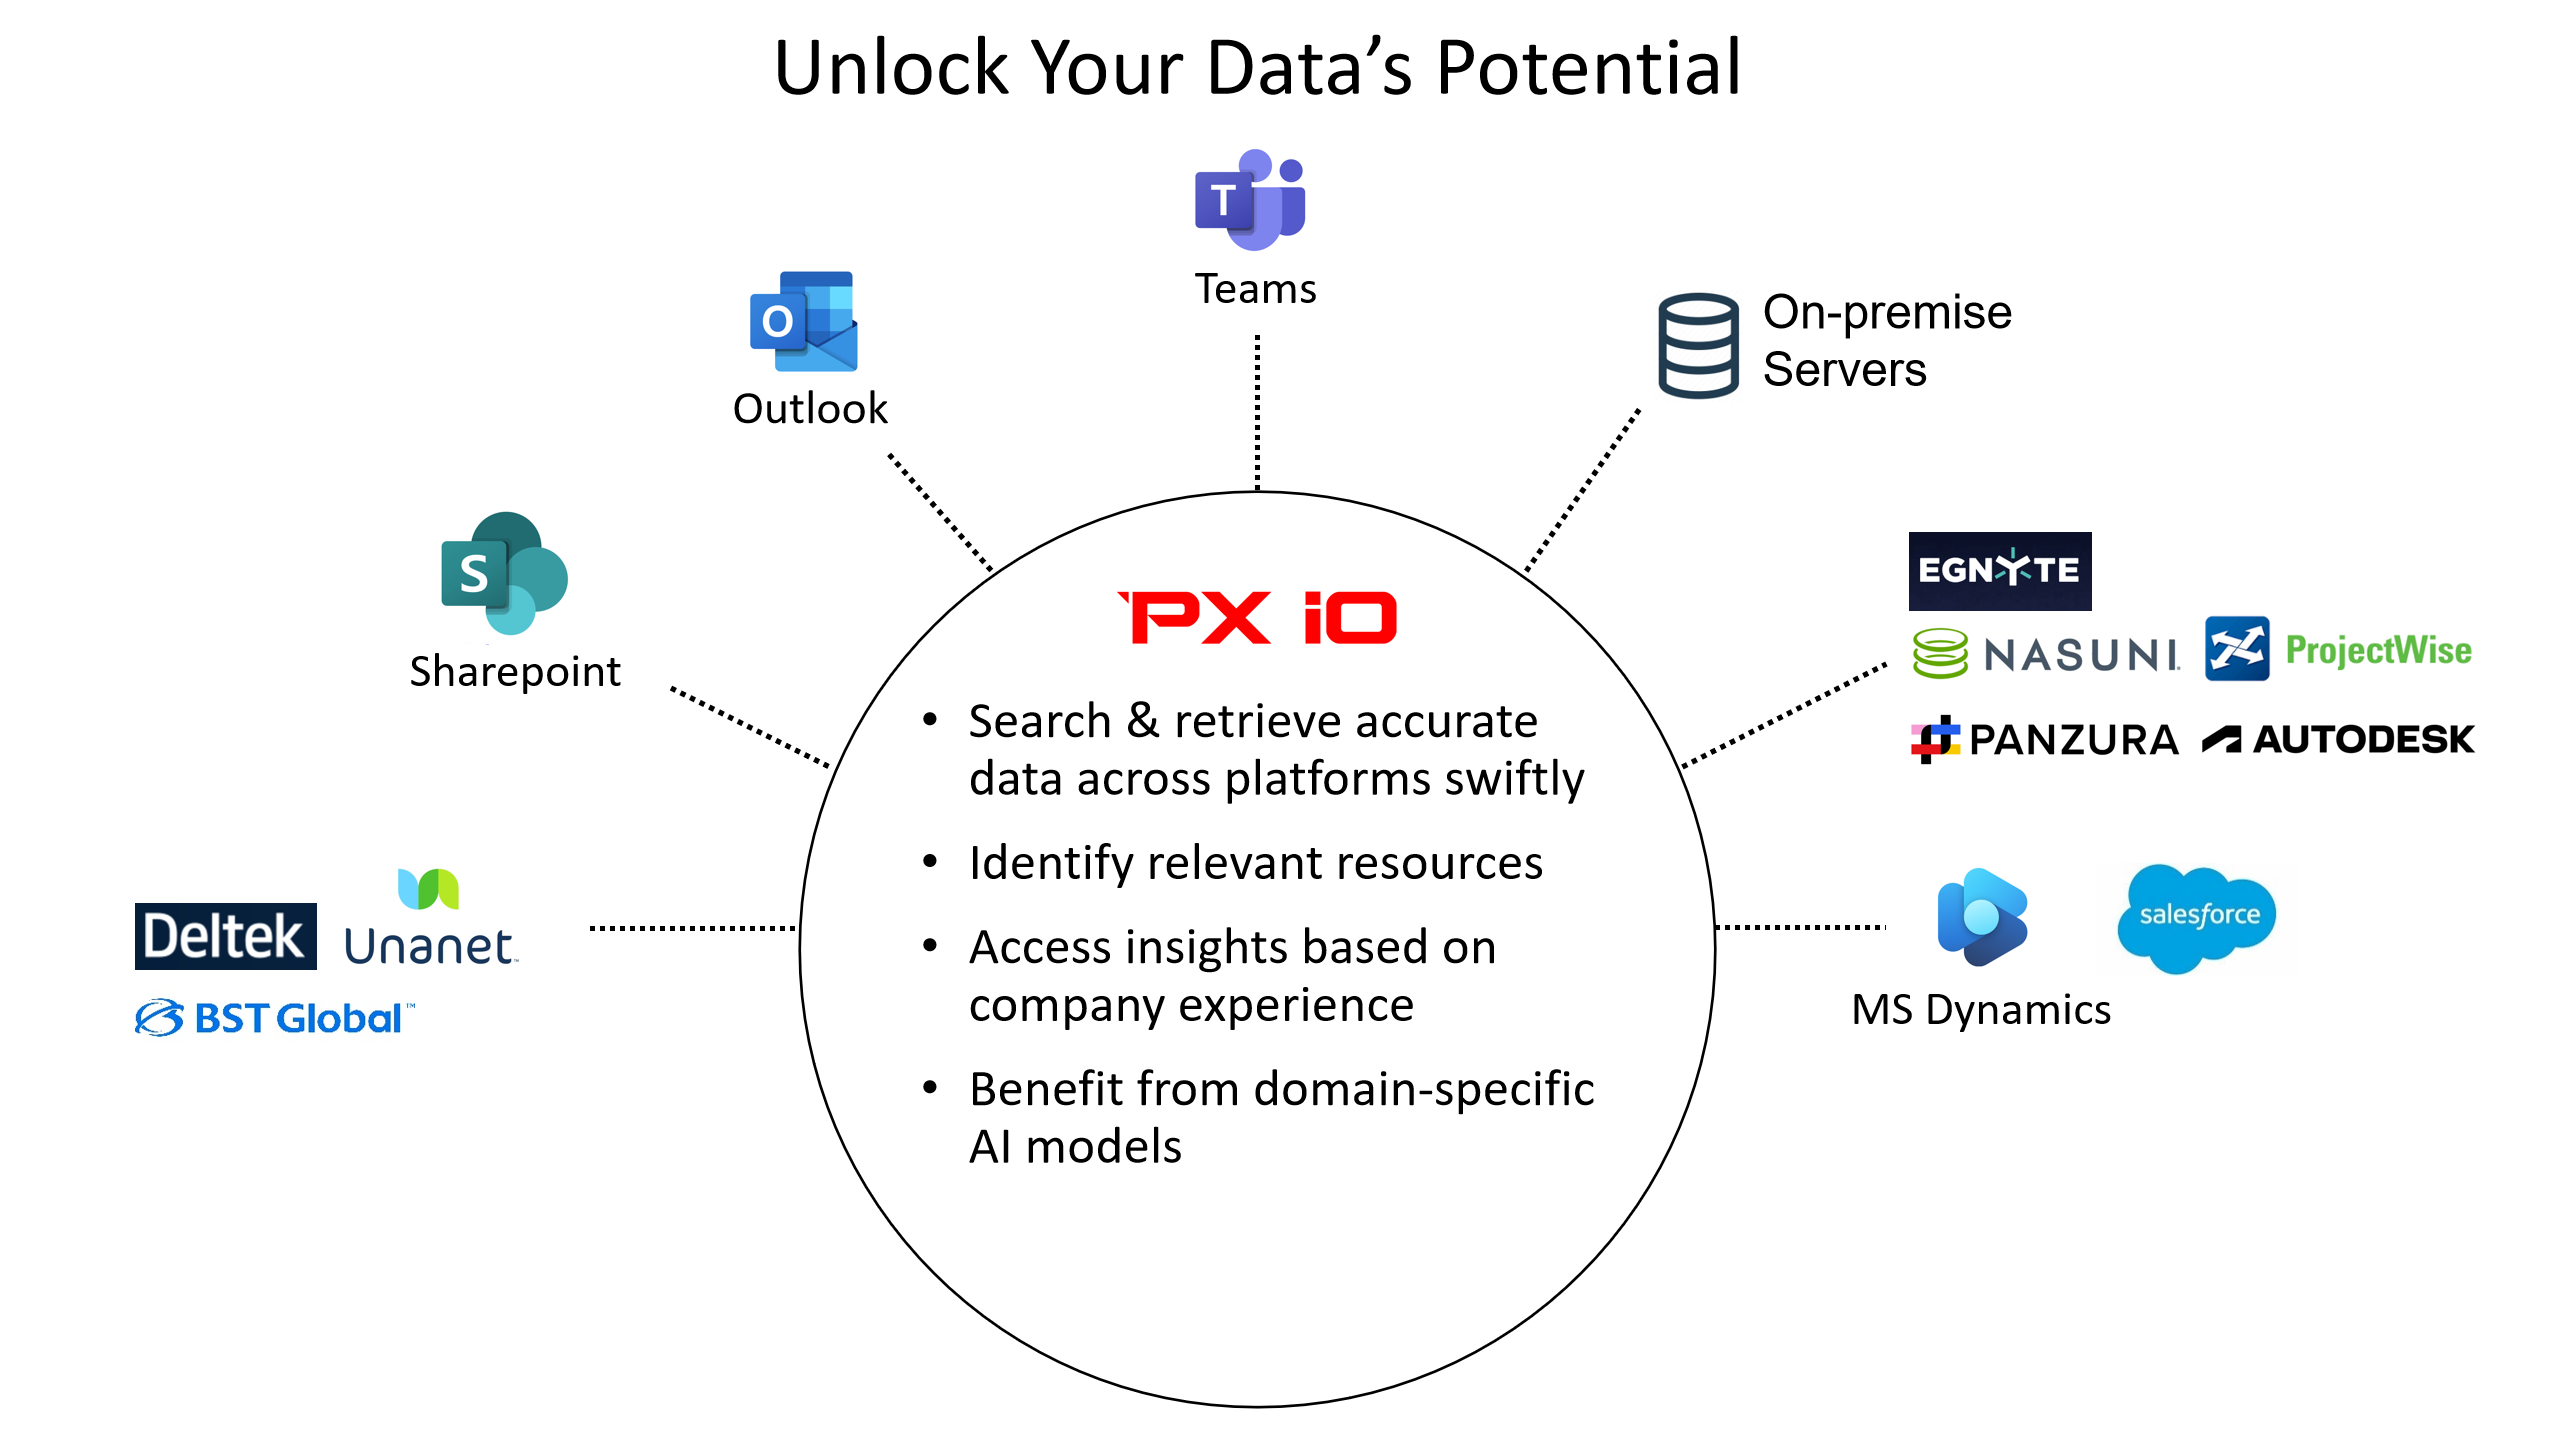 Unlock Your Data’s Potential
T
Teams
O
Outlook
On-premise
Servers
S
Sharepoint
EGNYTE
NASUNI
ProjectWise
PANZURA
AUTODESK
Deltek
Unanet™
BST Global™
MS Dynamics
salesforce
PX iO
• Search & retrieve accurate
data across platforms swiftly
• Identify relevant resources
• Access insights based on
company experience
• Benefit from domain-specific
AI models